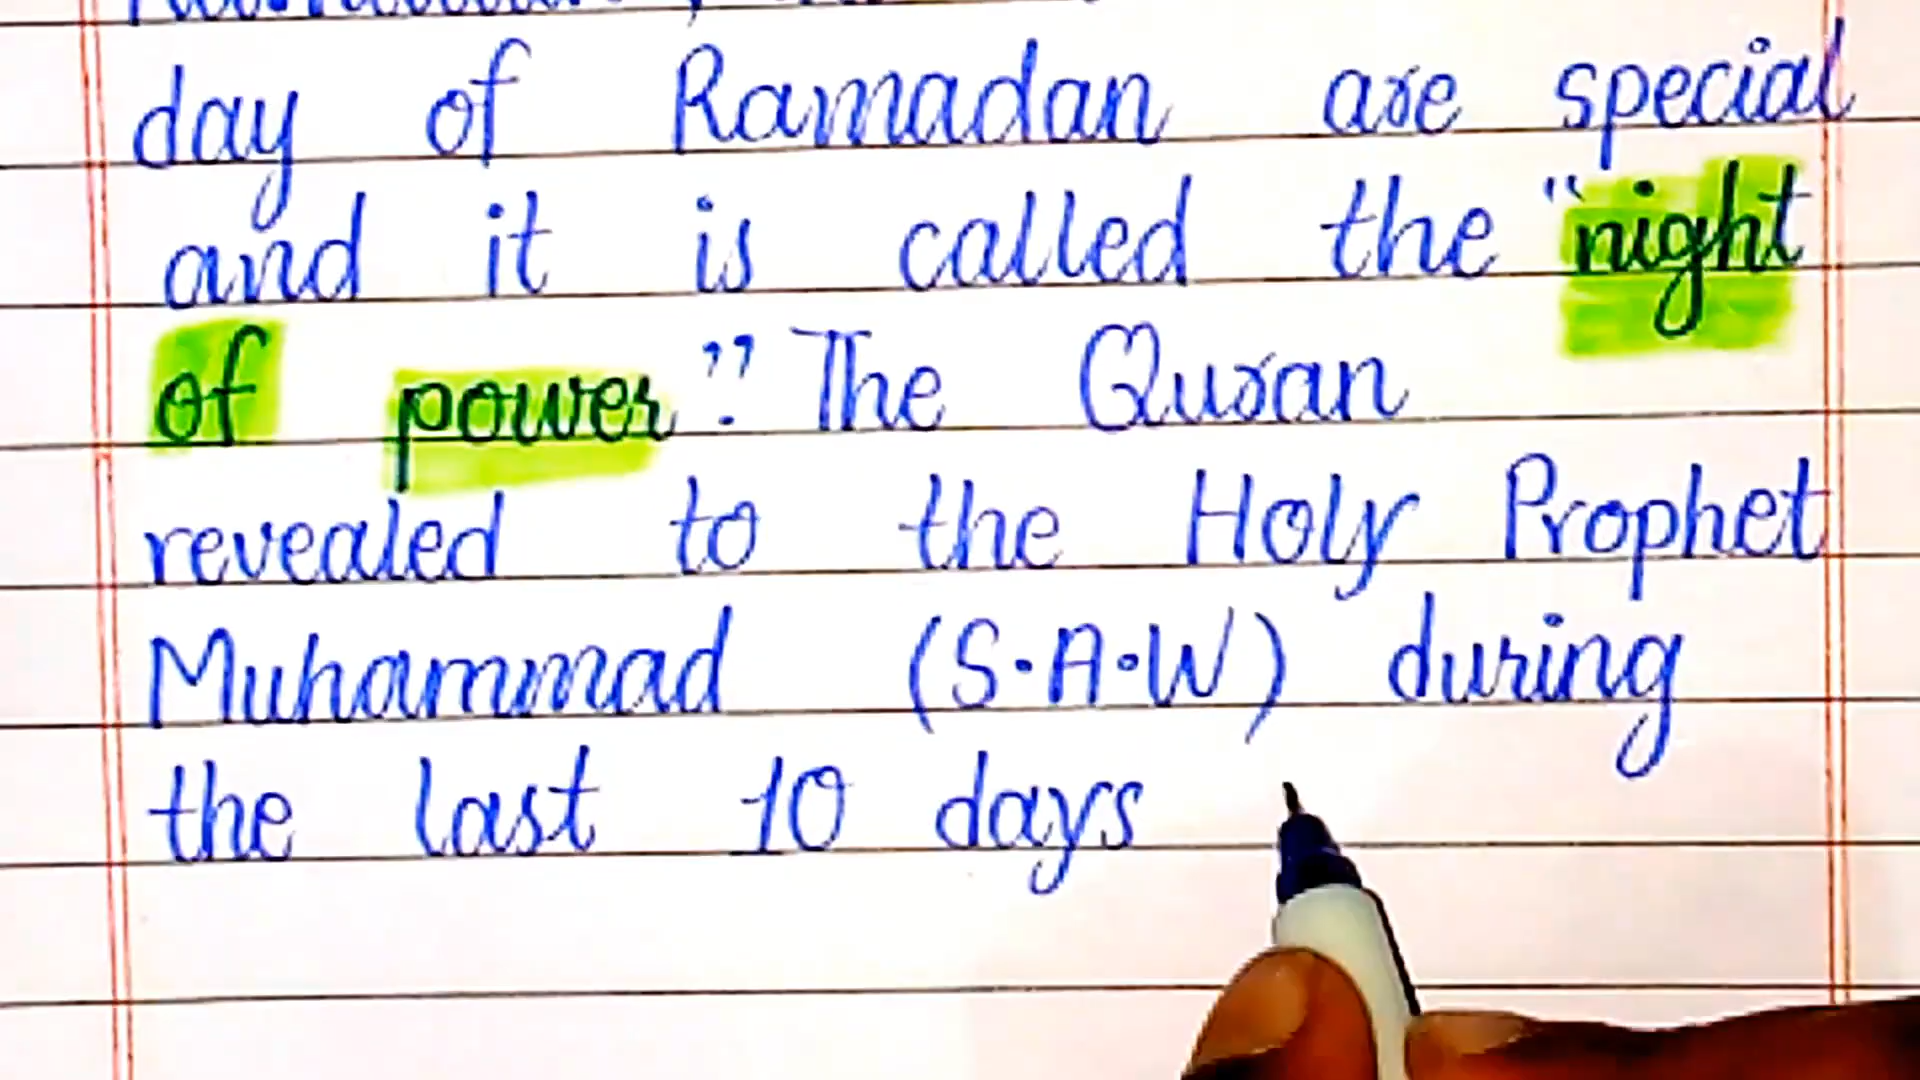 day of Ramadan are special
and it is called the "night
of power". The Quran
revealed to the Holy Prophet
Muhammad (S.A.W) during
the last 10 days